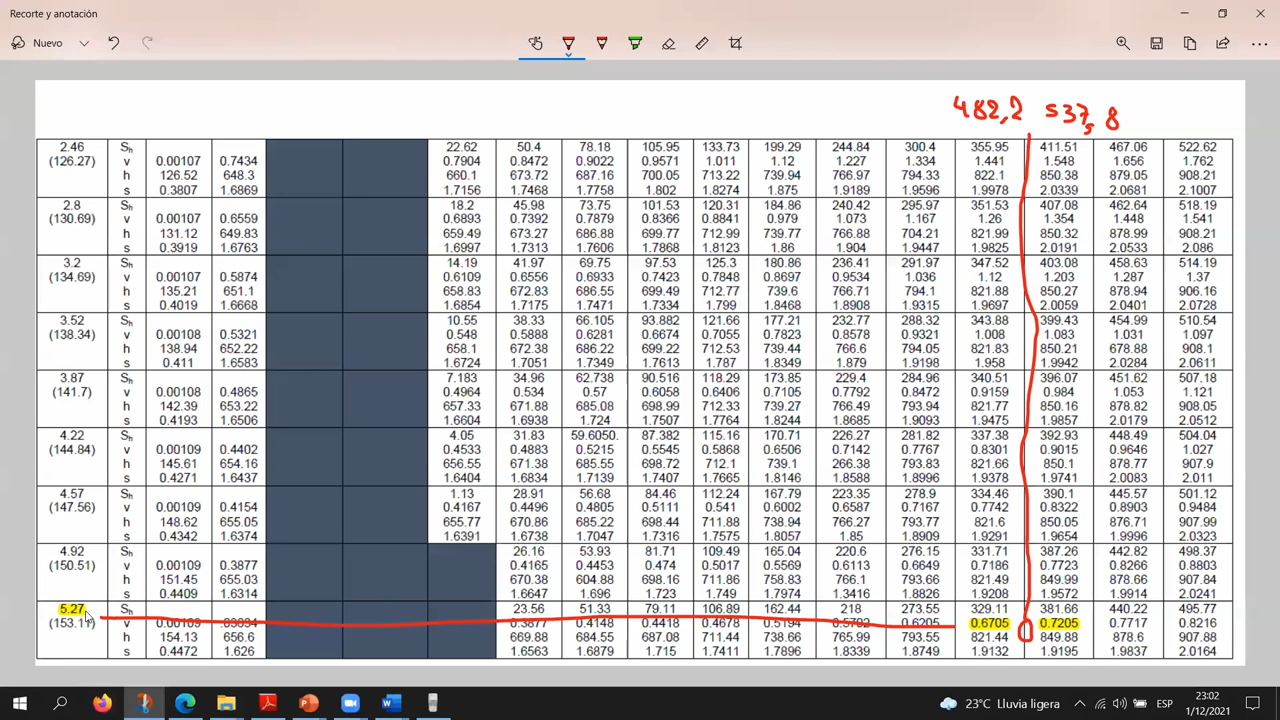 Recorte y anotación
Nuevo
482,2 537,8
2.46 Sh 22.62 50.4 78.18 105.95 133.73 199.29 244.84 300.4 355.95 411.51 467.06 522.62
(126.27) v 0.00107 0.7434 0.7904 0.8472 0.9022 0.9571 1.011 1.12 1.227 1.334 1.441 1.548 1.656 1.762
h 126.52 648.3 660.1 673.72 687.16 700.05 713.22 739.94 766.97 794.33 822.1 850.38 879.05 908.21
s 0.3807 1.6869 1.7156 1.7468 1.7758 1.802 1.8274 1.875 1.9189 1.9596 1.9978 2.0339 2.0681 2.1007
2.8 Sh 18.2 45.98 73.75 101.53 120.31 184.86 240.42 295.97 351.53 407.08 462.64 518.19
(130.69) v 0.00107 0.6559 0.6893 0.7392 0.7879 0.8366 0.8841 0.979 1.073 1.167 1.26 1.354 1.448 1.541
h 131.12 649.83 659.49 673.27 686.88 699.77 712.99 739.77 766.88 704.21 821.99 850.32 878.99 908.21
s 0.3919 1.6763 1.6997 1.7313 1.7606 1.7868 1.8123 1.86 1.904 1.9447 1.9825 2.0191 2.0533 2.086
3.2 Sh 14.19 41.97 69.75 97.53 125.3 180.86 236.41 291.97 347.52 403.08 458.63 514.19
(134.69) v 0.00107 0.5874 0.6109 0.6556 0.6933 0.7423 0.7848 0.8697 0.9534 1.036 1.12 1.203 1.287 1.37
h 135.21 651.1 658.83 672.83 686.55 699.49 712.77 739.6 766.71 794.1 821.88 850.27 878.94 906.16
s 0.4019 1.6668 1.6854 1.7175 1.7471 1.7334 1.799 1.8468 1.8908 1.9315 1.9697 2.0059 2.0401 2.0728
3.52 Sh 10.55 38.33 66.105 93.882 121.66 177.21 232.77 288.32 343.88 399.43 454.99 510.54
(138.34) v 0.00108 0.5321 0.548 0.5888 0.6281 0.6674 0.7055 0.7823 0.8578 0.9321 1.008 1.083 1.031 1.097
h 138.94 652.22 658.1 672.38 686.22 699.22 712.53 739.44 766.6 794.05 821.83 850.21 678.88 908.1
s 0.411 1.6583 1.6724 1.7051 1.7349 1.7613 1.787 1.8349 1.879 1.9198 1.958 1.9942 2.0284 2.0611
3.87 Sh 7.183 34.96 62.738 90.516 118.29 173.85 229.4 284.96 340.51 396.07 451.62 507.18
(141.7) v 0.00108 0.4865 0.4964 0.534 0.57 0.6058 0.6406 0.7105 0.7792 0.8472 0.9159 0.984 1.053 1.121
h 142.39 653.22 657.33 671.88 685.08 698.99 712.33 739.27 766.49 793.94 821.77 850.16 878.82 908.05
s 0.4193 1.6506 1.6604 1.6938 1.724 1.7507 1.7764 1.8244 1.8685 1.9093 1.9475 1.9857 2.0179 2.0512
4.22 Sh 4.05 31.83 59.6050. 87.382 115.16 170.71 226.27 281.82 337.38 392.93 448.49 504.04
(144.84) v 0.00109 0.4402 0.4533 0.4883 0.5215 0.5545 0.5868 0.6506 0.7142 0.7767 0.8301 0.9015 0.9646 1.027
h 145.61 654.16 656.55 671.38 685.55 698.72 712.1 739.1 266.38 793.83 821.66 850.1 878.77 907.9
s 0.4271 1.6437 1.6404 1.6834 1.7139 1.7414 1.7665 1.8146 1.8588 1.8996 1.9378 1.9741 2.0083 2.011
4.57 Sh 1.13 28.91 56.68 84.46 112.24 167.79 223.35 278.9 334.46 390.1 445.57 501.12
(147.56) v 0.00109 0.4154 0.4167 0.4496 0.4805 0.5111 0.541 0.6002 0.6587 0.7167 0.7742 0.8322 0.8903 0.9484
h 148.62 655.05 655.77 670.86 685.22 698.44 711.88 738.94 766.27 793.77 821.6 850.05 876.71 907.99
s 0.4342 1.6374 1.6391 1.6738 1.7047 1.7316 1.7575 1.8057 1.85 1.8909 1.9291 1.9654 1.9996 2.0323
4.92 Sh 26.16 53.93 81.71 109.49 165.04 220.6 276.15 331.71 387.26 442.82 498.37
(150.51) v 0.00109 0.3877 0.4165 0.4453 0.474 0.5017 0.5569 0.6113 0.6649 0.7186 0.7723 0.8266 0.8803
h 151.45 655.03 670.38 604.88 698.16 711.86 758.83 766.1 793.66 821.49 849.99 878.66 907.84
s 0.4409 1.6314 1.6647 1.696 1.723 1.749 1.7973 1.8418 1.8826 1.9208 1.9572 1.9914 2.0241
5.27 Sh 23.56 51.33 79.11 106.89 162.44 218 273.55 329.11 381.66 440.22 495.77
(153.11) v 0.00109 0.3877 0.4148 0.4418 0.4678 0.5194 0.5702 0.6205 0.6705 0.7205 0.7717 0.8216
h 154.13 656.6 669.88 684.55 687.08 711.44 738.66 765.99 793.55 821.44 849.88 878.6 907.88
s 0.4472 1.626 1.6563 1.6879 1.715 1.7411 1.7896 1.8339 1.8749 1.9132 1.9195 1.9837 2.0164
23°C Lluvia ligera ESP
23:02
1/12/2021